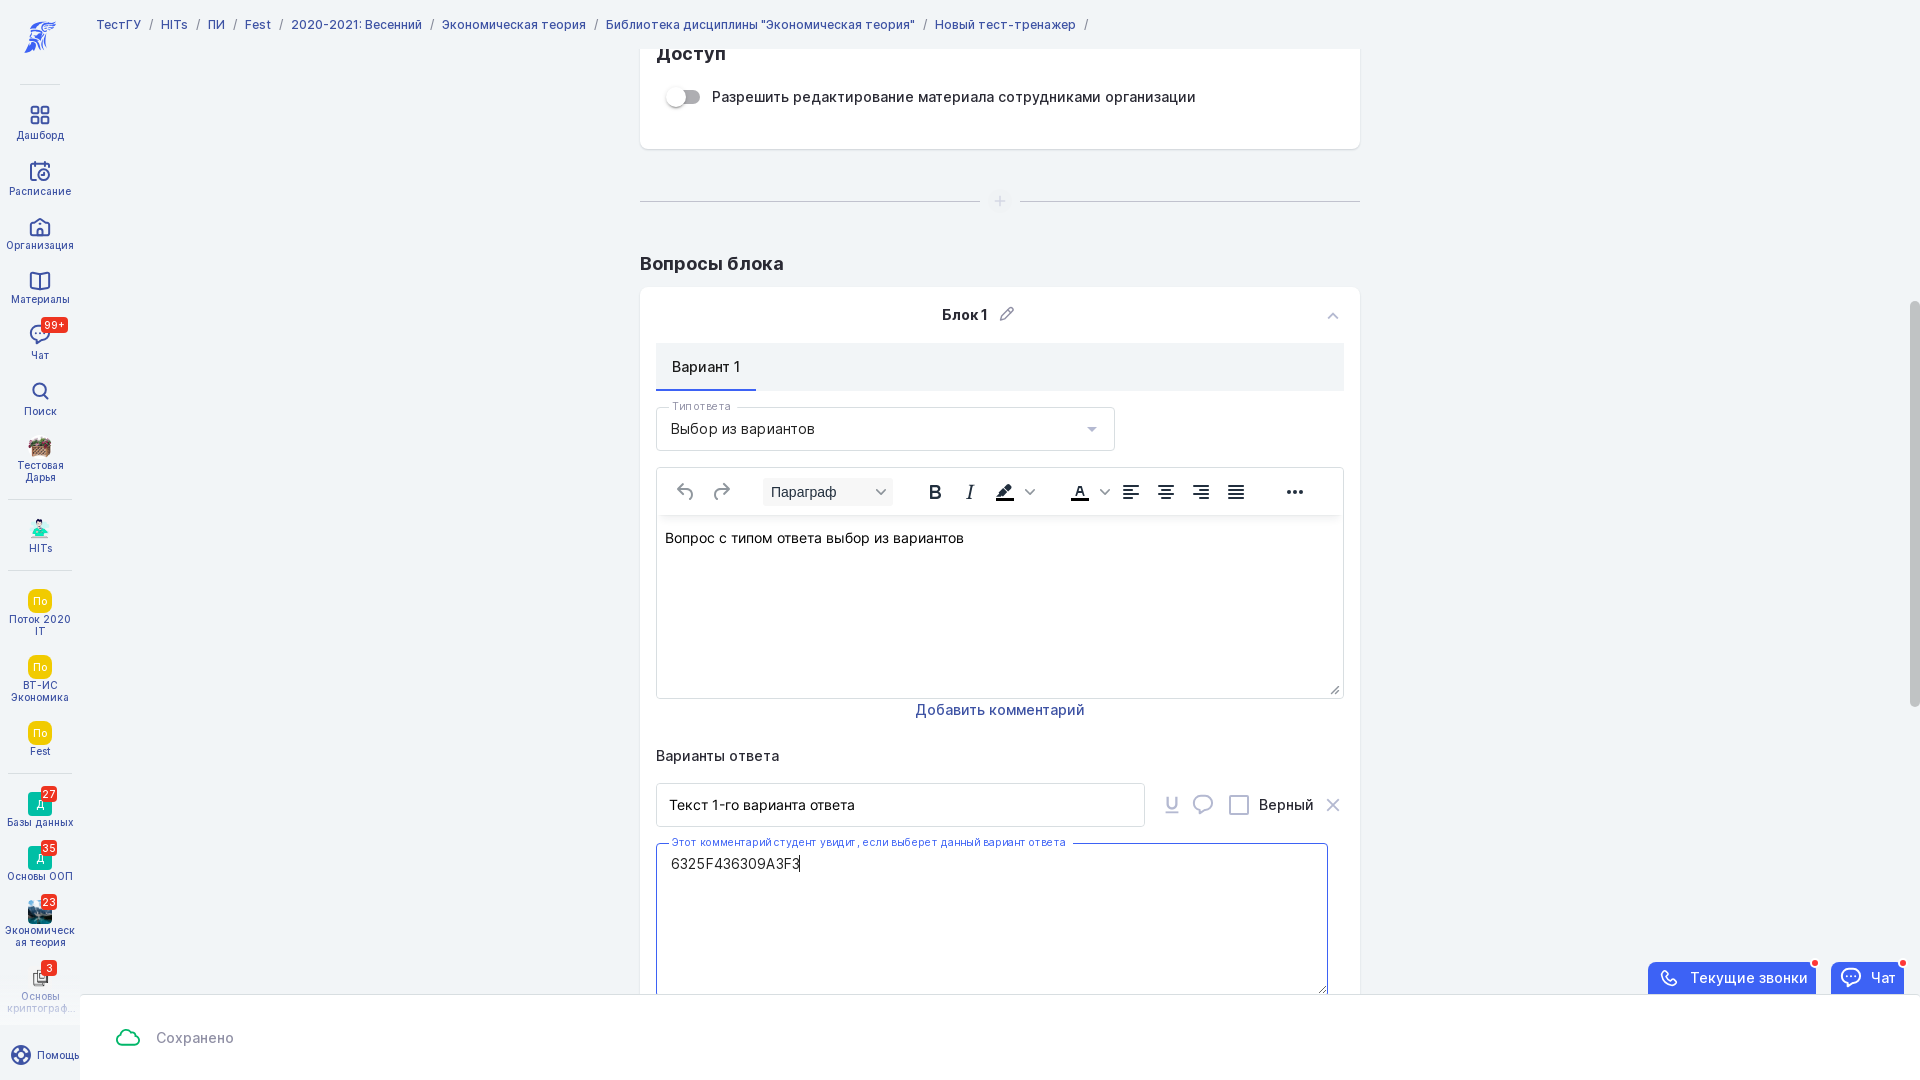 ТестГУ / HITs / ПИ / Fest / 2020-2021: Весенний / Экономическая теория / Библиотека дисциплины "Экономическая теория" / Новый тест-тренажер /
Дашборд
Расписание
Организация
Материалы
99+
Чат
Поиск
Тестовая
Дарья
HITs
По
Поток 2020
IT
По
ВТ-ИС
Экономика
По
Fest
27
Д
Базы данных
35
Д
Основы ООП
23
Экономическ
ая теория
3
Основы
криптограф...
Помощь
Доступ
Разрешить редактирование материала сотрудниками организации
Вопросы блока
Блок 1
Вариант 1
Тип ответа
Выбор из вариантов
Параграф
Вопрос с типом ответа выбор из вариантов
Добавить комментарий
Варианты ответа
Текст 1-го варианта ответа
Верный
Этот комментарий студент увидит, если выберет данный вариант ответа
6325F436309A3F3
Текущие звонки
Чат
Сохранено